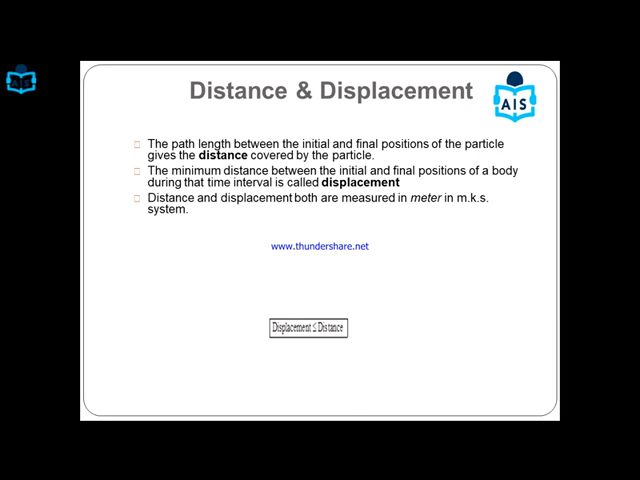 AIS
Distance & Displacement
AIS
The path length between the initial and final positions of the particle
gives the distance covered by the particle.
The minimum distance between the initial and final positions of a body
during that time interval is called displacement
Distance and displacement both are measured in meter in m.k.s.
system.
www.thundershare.net
Displacement ≤ Distance